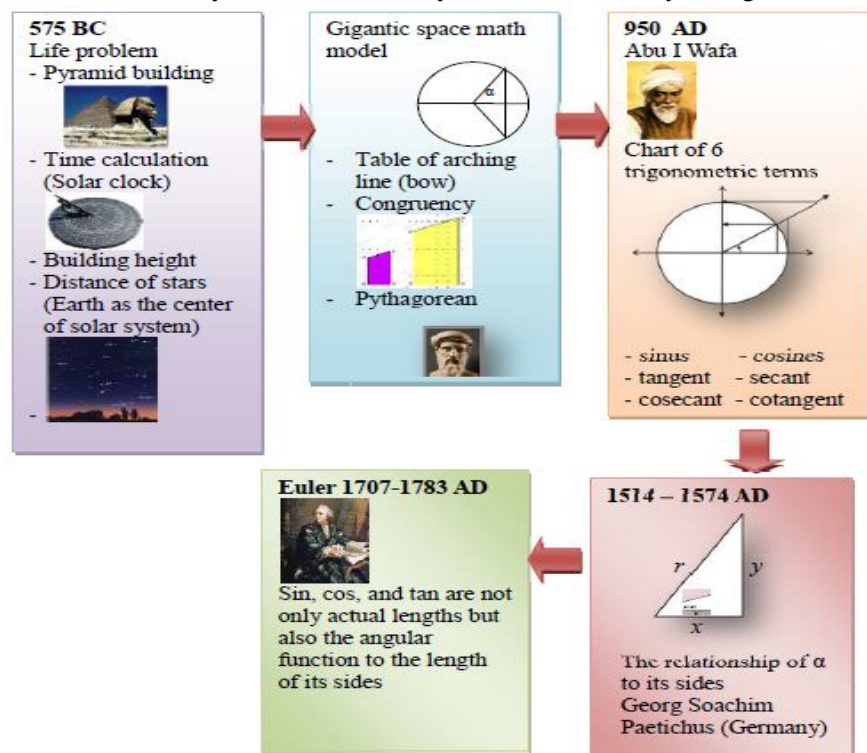 575 BC
Life problem
- Pyramid building
- Time calculation
(Solar clock)
- Building height
- Distance of stars
(Earth as the center
of solar system)
-
Gigantic space math
model
α
- Table of arching
line (bow)
- Congruency
- Pythagorean
950 AD
Abu I Wafa
Chart of 6
trigonometric terms
- sinus - cosines
- tangent - secant
- cosecant - cotangent
1514 – 1574 AD
r
y
x
The relationship of α
to its sides
Georg Soachim
Paetichus (Germany)
Euler 1707-1783 AD
Sin, cos, and tan are not
only actual lengths but
also the angular
function to the length
of its sides